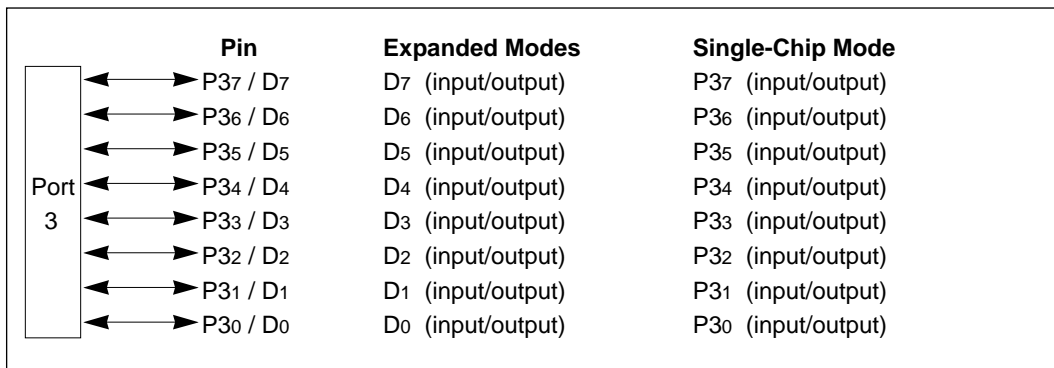 Pin Expanded Modes Single-Chip Mode
P37 / D7 D7 (input/output) P37 (input/output)
P36 / D6 D6 (input/output) P36 (input/output)
P35 / D5 D5 (input/output) P35 (input/output)
Port P34 / D4 D4 (input/output) P34 (input/output)
3 P33 / D3 D3 (input/output) P33 (input/output)
P32 / D2 D2 (input/output) P32 (input/output)
P31 / D1 D1 (input/output) P31 (input/output)
P30 / D0 D0 (input/output) P30 (input/output)